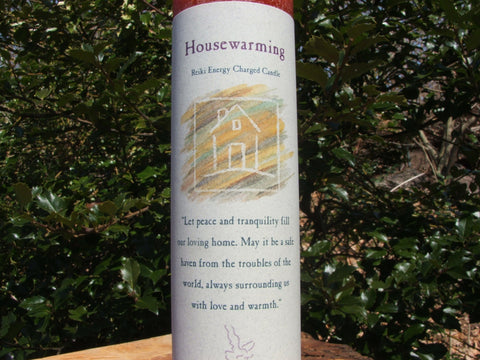 Housewarming
Reiki Energy Charged Candle
"Let peace and tranquility fill
our loving home. May it be a safe
haven from the troubles of the
world, always surrounding us
with love and warmth."